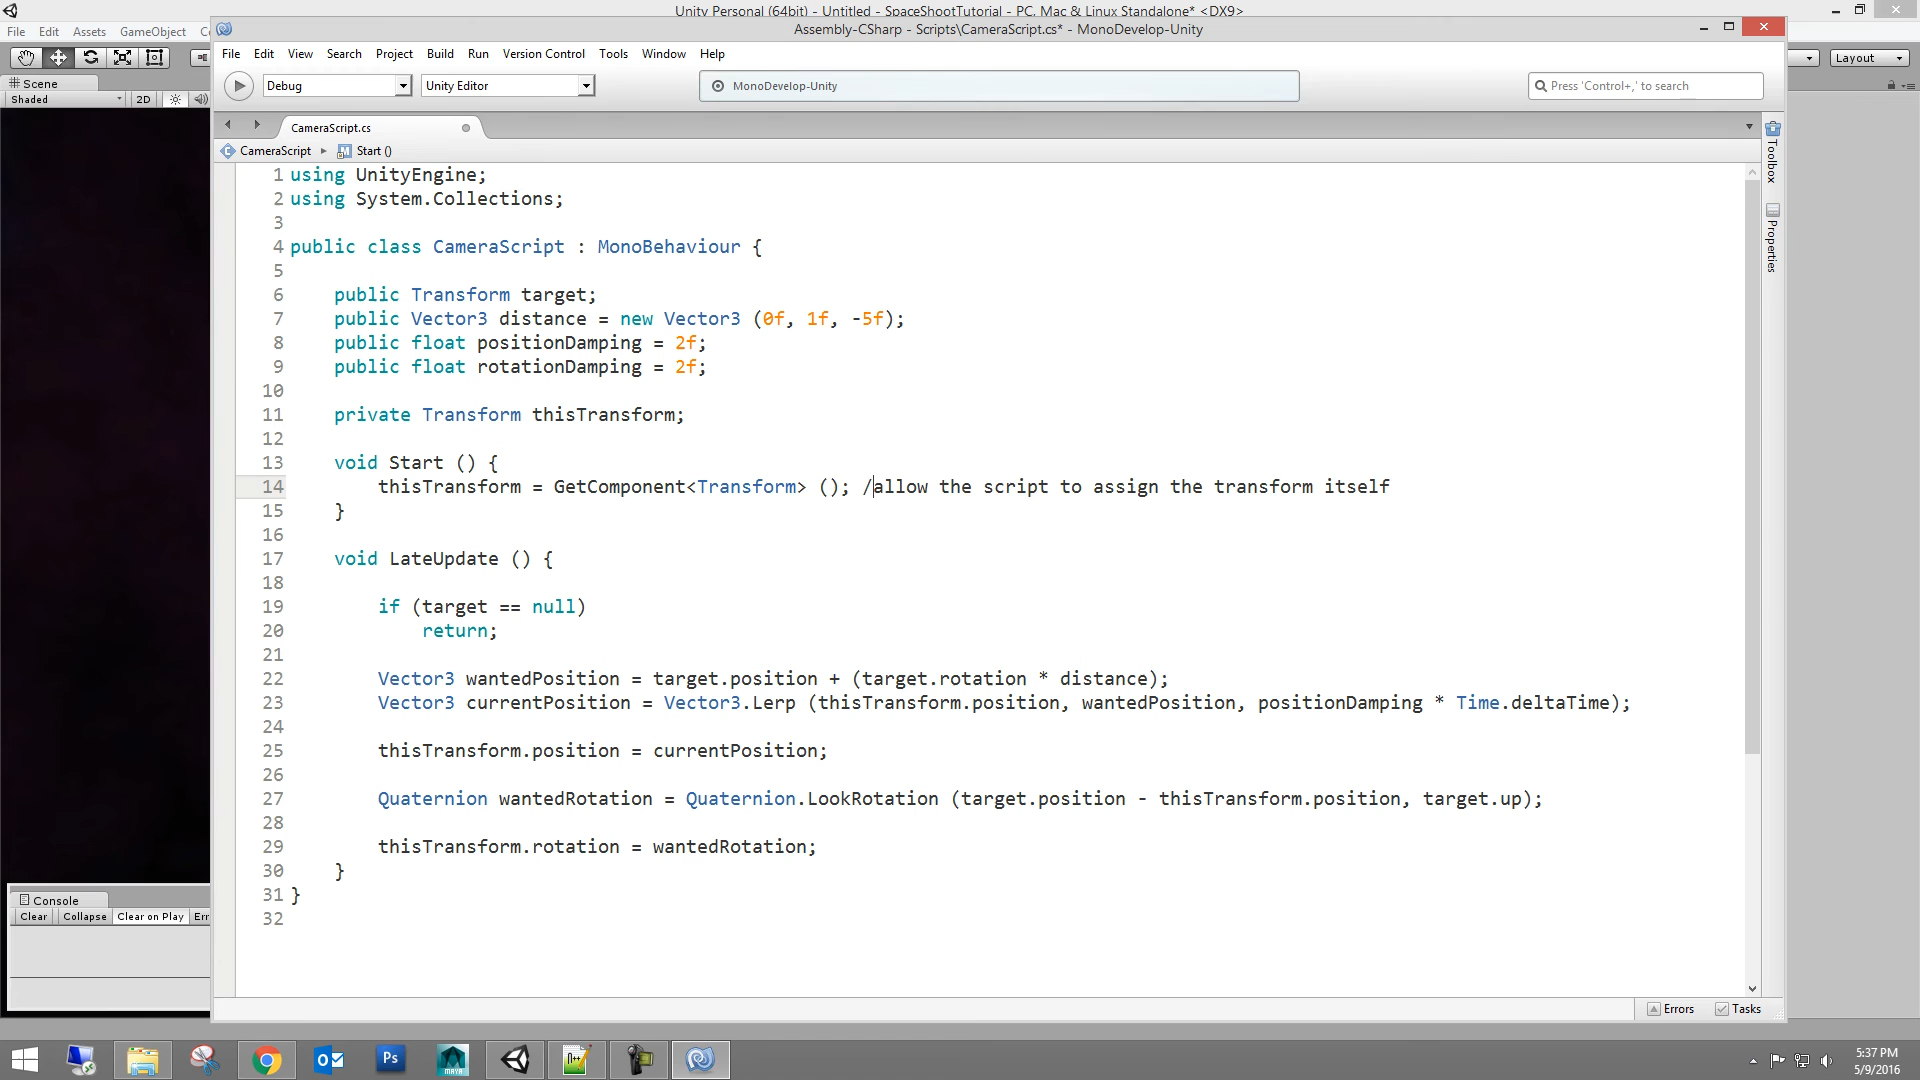 Unity Personal (64bit) - Untitled - SpaceShootTutorial - PC, Mac & Linux Standalone* <DX9>
File Edit Assets GameObject
Assembly-CSharp - Scripts\CameraScript.cs* - MonoDevelop-Unity
File Edit View Search Project Build Run Version Control Tools Window Help
Layout
Debug
Unity Editor
MonoDevelop-Unity
Press 'Control+,' to search
Scene
Shaded
2D
CameraScript.cs
CameraScript
Start ()
Toolbox
Properties
1 using UnityEngine;
2 using System.Collections;
3
4 public class CameraScript : MonoBehaviour {
5
6 public Transform target;
7 public Vector3 distance = new Vector3 (0f, 1f, -5f);
8 public float positionDamping = 2f;
9 public float rotationDamping = 2f;
10
11 private Transform thisTransform;
12
13 void Start () {
14 thisTransform = GetComponent<Transform> (); /allow the script to assign the transform itself
15 }
16
17 void LateUpdate () {
18
19 if (target == null)
20 return;
21
22 Vector3 wantedPosition = target.position + (target.rotation * distance);
23 Vector3 currentPosition = Vector3.Lerp (thisTransform.position, wantedPosition, positionDamping * Time.deltaTime);
24
25 thisTransform.position = currentPosition;
26
27 Quaternion wantedRotation = Quaternion.LookRotation (target.position - thisTransform.position, target.up);
28
29 thisTransform.rotation = wantedRotation;
30 }
31 }
32
Console
Clear Collapse Clear on Play Err
Errors
Tasks
Ps
MAYA
5:37 PM
5/9/2016